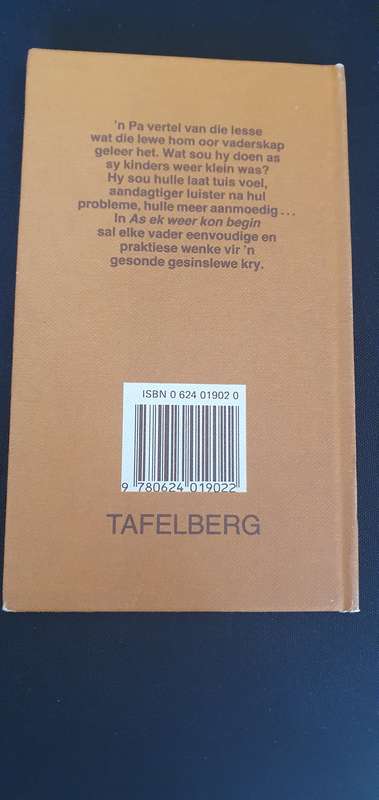 'n Pa vertel van die lesse
wat die lewe hom oor vaderskap
geleer het. Wat sou hy doen as
sy kinders weer klein was?
Hy sou hulle laat tuis voel,
aandagtiger luister na hul
probleme, hulle meer aanmoedig ...
In As ek weer kon begin
sal elke vader eenvoudige en
praktiese wenke vir 'n
gesonde gesinslewe kry.
ISBN 0 624 01902 0
9 780624 019022
TAFELBERG